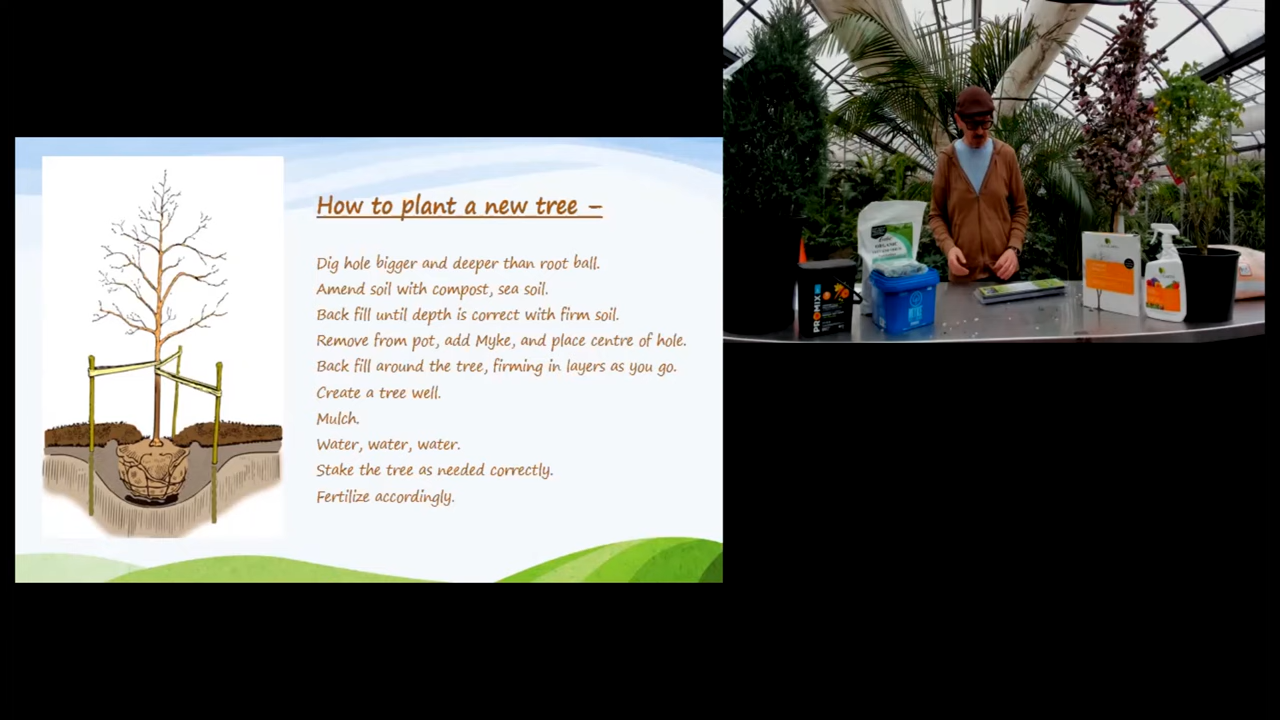 How to plant a new tree –
Dig hole bigger and deeper than root ball.
Amend soil with compost, sea soil.
Back fill until depth is correct with firm soil.
Remove from pot, add Myke, and place centre of hole.
Back fill around the tree, firming in layers as you go.
Create a tree well.
Mulch.
Water, water, water.
Stake the tree as needed correctly.
Fertilize accordingly.
PROMIX
MYKE